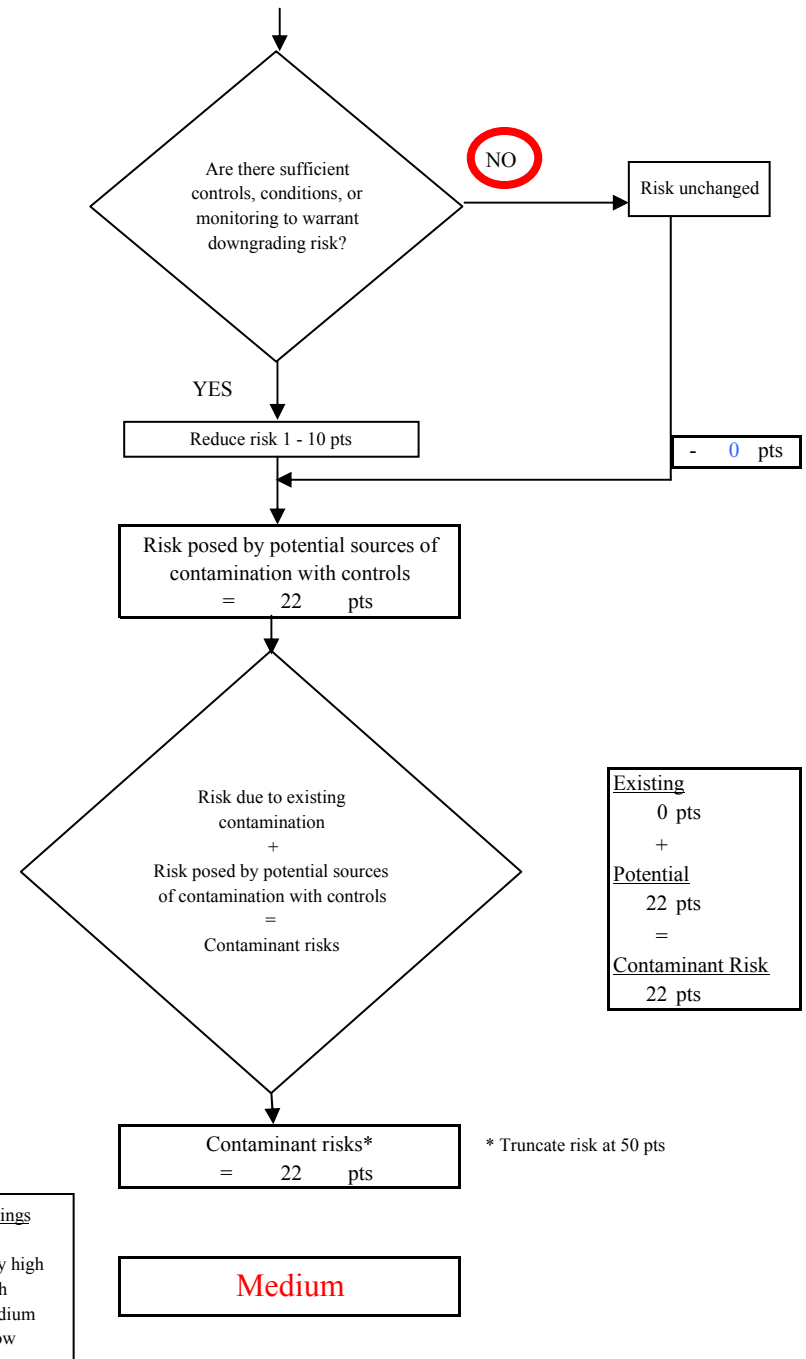 Are there sufficient
controls, conditions, or
monitoring to warrant
downgrading risk?
NO
Risk unchanged
YES
Reduce risk 1 - 10 pts
- 0 pts
Risk posed by potential sources of
contamination with controls
= 22 pts
Risk due to existing
contamination
+
Risk posed by potential sources
of contamination with controls
=
Contaminant risks
Existing
0 pts
+
Potential
22 pts
=
Contaminant Risk
22 pts
Contaminant risks*
= 22 pts
* Truncate risk at 50 pts
high
Medium